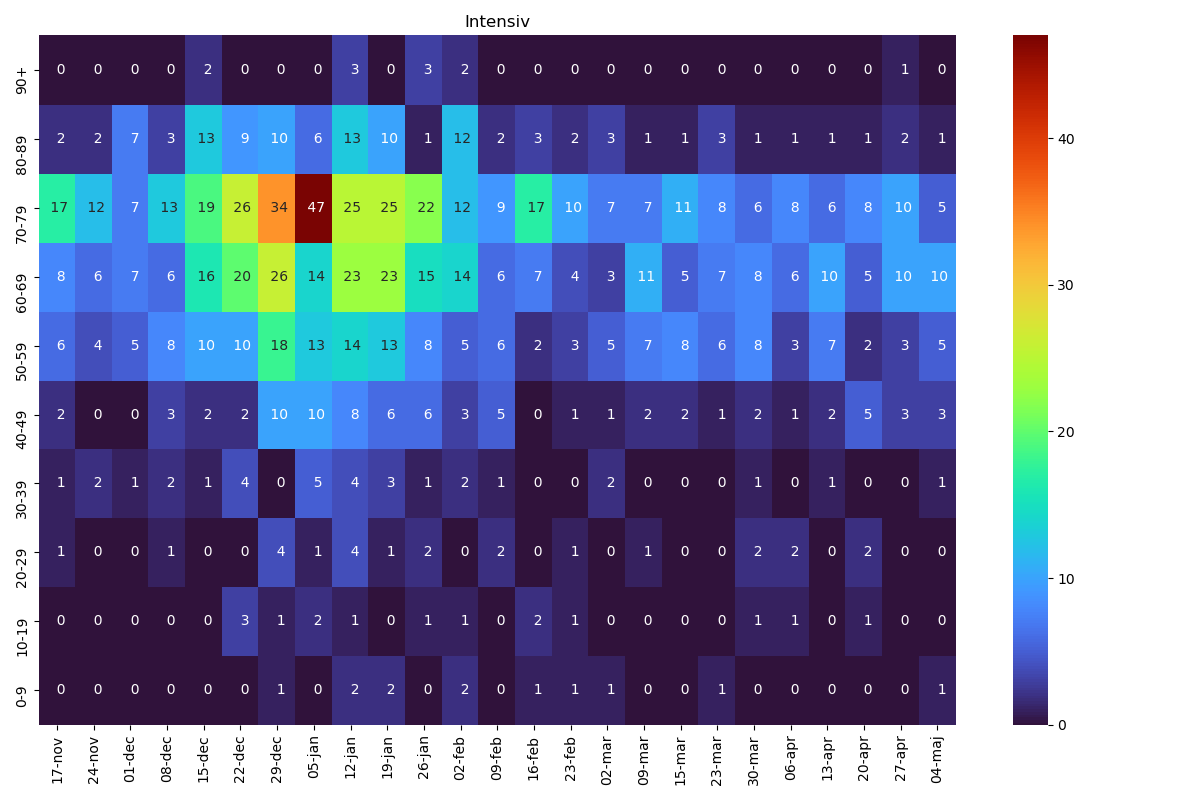 Intensiv
90+ 0 0 0 0 2 0 0 0 3 0 3 2 0 0 0 0 0 0 0 0 0 0 0 1 0
80-89 2 2 7 3 13 9 10 6 13 10 1 12 2 3 2 3 1 1 3 1 1 1 1 2 1
40
70-79 17 12 7 13 19 26 34 47 25 25 22 12 9 17 10 7 7 11 8 6 8 6 8 10 5
60-69 8 6 7 6 16 20 26 14 23 23 15 14 6 7 4 3 11 5 7 8 6 10 5 10 10
30
50-59 6 4 5 8 10 10 18 13 14 13 8 5 6 2 3 5 7 8 6 8 3 7 2 3 5
40-49 2 0 0 3 2 2 10 10 8 6 6 3 5 0 1 1 2 2 1 2 1 2 5 3 3
20
30-39 1 2 1 2 1 4 0 5 4 3 1 2 1 0 0 2 0 0 0 1 0 1 0 0 1
20-29 1 0 0 1 0 0 4 1 4 1 2 0 2 0 1 0 1 0 0 2 2 0 2 0 0
10
10-19 0 0 0 0 0 3 1 2 1 0 1 1 0 2 1 0 0 0 0 1 1 0 1 0 0
0-9 0 0 0 0 0 0 1 0 2 2 0 2 0 1 1 1 0 0 1 0 0 0 0 0 1
0
17-nov 24-nov 01-dec 08-dec 15-dec 22-dec 29-dec 05-jan 12-jan 19-jan 26-jan 02-feb 09-feb 16-feb 23-feb 02-mar 09-mar 15-mar 23-mar 30-mar 06-apr 13-apr 20-apr 27-apr 04-maj